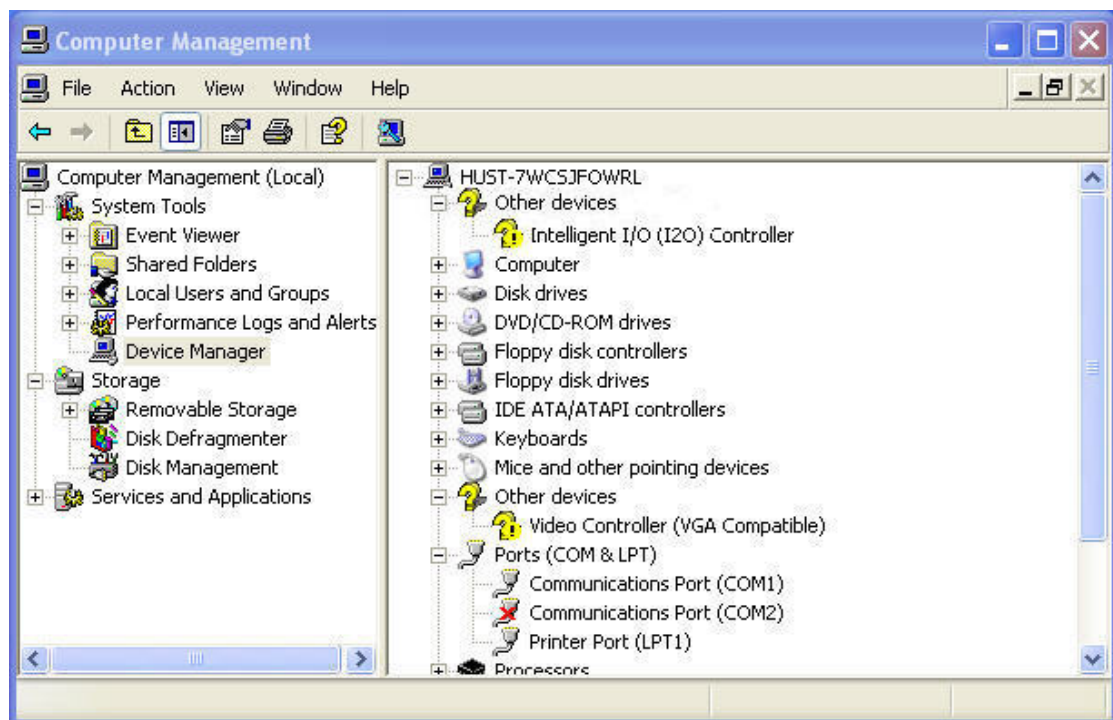 Computer Management
File Action View Window Help
Computer Management (Local)
System Tools
Event Viewer
Shared Folders
Local Users and Groups
Performance Logs and Alerts
Device Manager
Storage
Removable Storage
Disk Defragmenter
Disk Management
Services and Applications
HUST-7WCSJFOWRL
Other devices
Intelligent I/O (I2O) Controller
Computer
Disk drives
DVD/CD-ROM drives
Floppy disk controllers
Floppy disk drives
IDE ATA/ATAPI controllers
Keyboards
Mice and other pointing devices
Other devices
Video Controller (VGA Compatible)
Ports (COM & LPT)
Communications Port (COM1)
Communications Port (COM2)
Printer Port (LPT1)
Processors